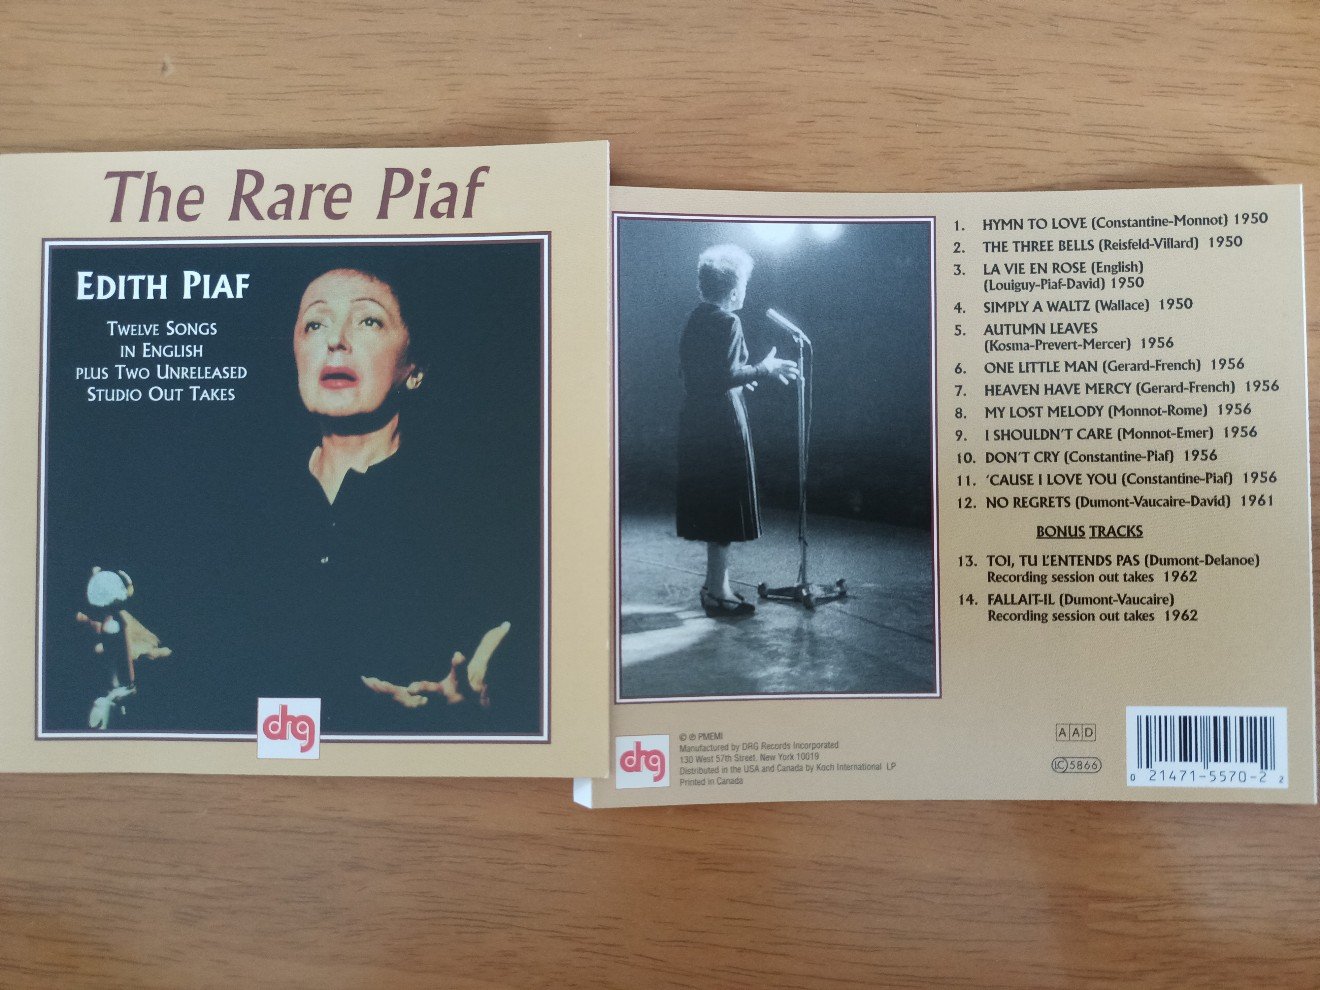 The Rare Piaf
EDITH PIAF
TWELVE SONGS
IN ENGLISH
PLUS TWO UNRELEASED
STUDIO OUT TAKES
drg
1. HYMN TO LOVE (Constantine-Monnot) 1950
2. THE THREE BELLS (Reisfeld-Villard) 1950
3. LA VIE EN ROSE (English)
(Louiguy-Piaf-David) 1950
4. SIMPLY A WALTZ (Wallace) 1950
5. AUTUMN LEAVES
(Kosma-Prevert-Mercer) 1956
6. ONE LITTLE MAN (Gerard-French) 1956
7. HEAVEN HAVE MERCY (Gerard-French) 1956
8. MY LOST MELODY (Monnot-Rome) 1956
9. I SHOULDN'T CARE (Monnot-Emer) 1956
10. DON'T CRY (Constantine-Piaf) 1956
11. 'CAUSE I LOVE YOU (Constantine-Piaf) 1956
12. NO REGRETS (Dumont-Vaucaire-David) 1961
BONUS TRACKS
13. TOI, TU L'ENTENDS PAS (Dumont-Delanoe)
Recording session out takes 1962
14. FALLAIT-IL (Dumont-Vaucaire)
Recording session out takes 1962
drg
© ℗ PMEMI
Manufactured by DRG Records Incorporated
130 West 57th Street, New York 10019
Distributed in the USA and Canada by Koch International LP
Printed in Canada
AAD
LC 5866
0 21471-5570-2 2